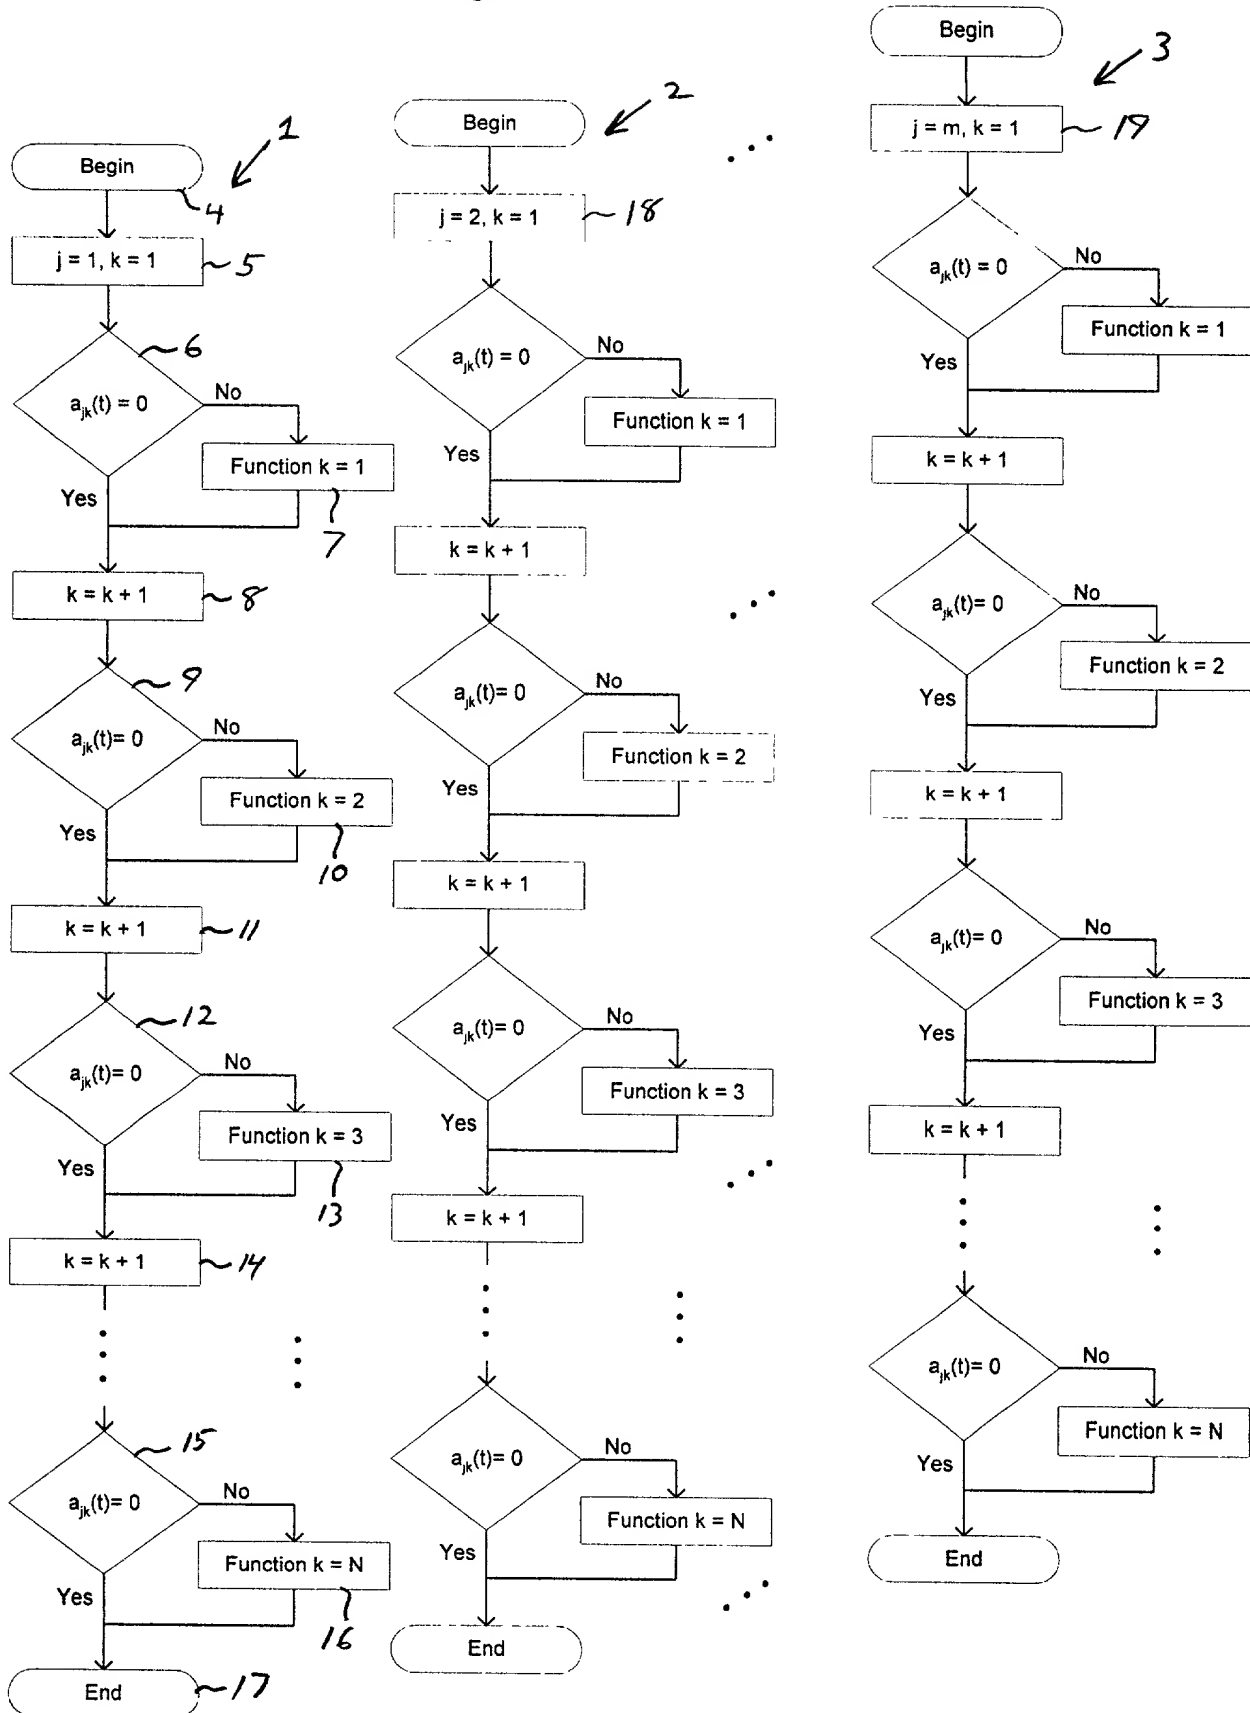 1
Begin
4
j = 1, k = 1
5
6
a_jk(t) = 0
No
Function k = 1
7
Yes
k = k + 1
8
9
a_jk(t)= 0
No
Function k = 2
10
Yes
k = k + 1
11
12
a_jk(t)= 0
No
Function k = 3
13
Yes
k = k + 1
14
15
a_jk(t)= 0
No
Function k = N
16
Yes
End
17
2
Begin
j = 2, k = 1
18
a_jk(t) = 0
No
Function k = 1
Yes
k = k + 1
a_jk(t)= 0
No
Function k = 2
Yes
k = k + 1
a_jk(t)= 0
No
Function k = 3
Yes
k = k + 1
a_jk(t)= 0
No
Function k = N
Yes
End
3
Begin
j = m, k = 1
19
a_jk(t) = 0
No
Function k = 1
Yes
k = k + 1
a_jk(t)= 0
No
Function k = 2
Yes
k = k + 1
a_jk(t)= 0
No
Function k = 3
Yes
k = k + 1
a_jk(t)= 0
No
Function k = N
Yes
End